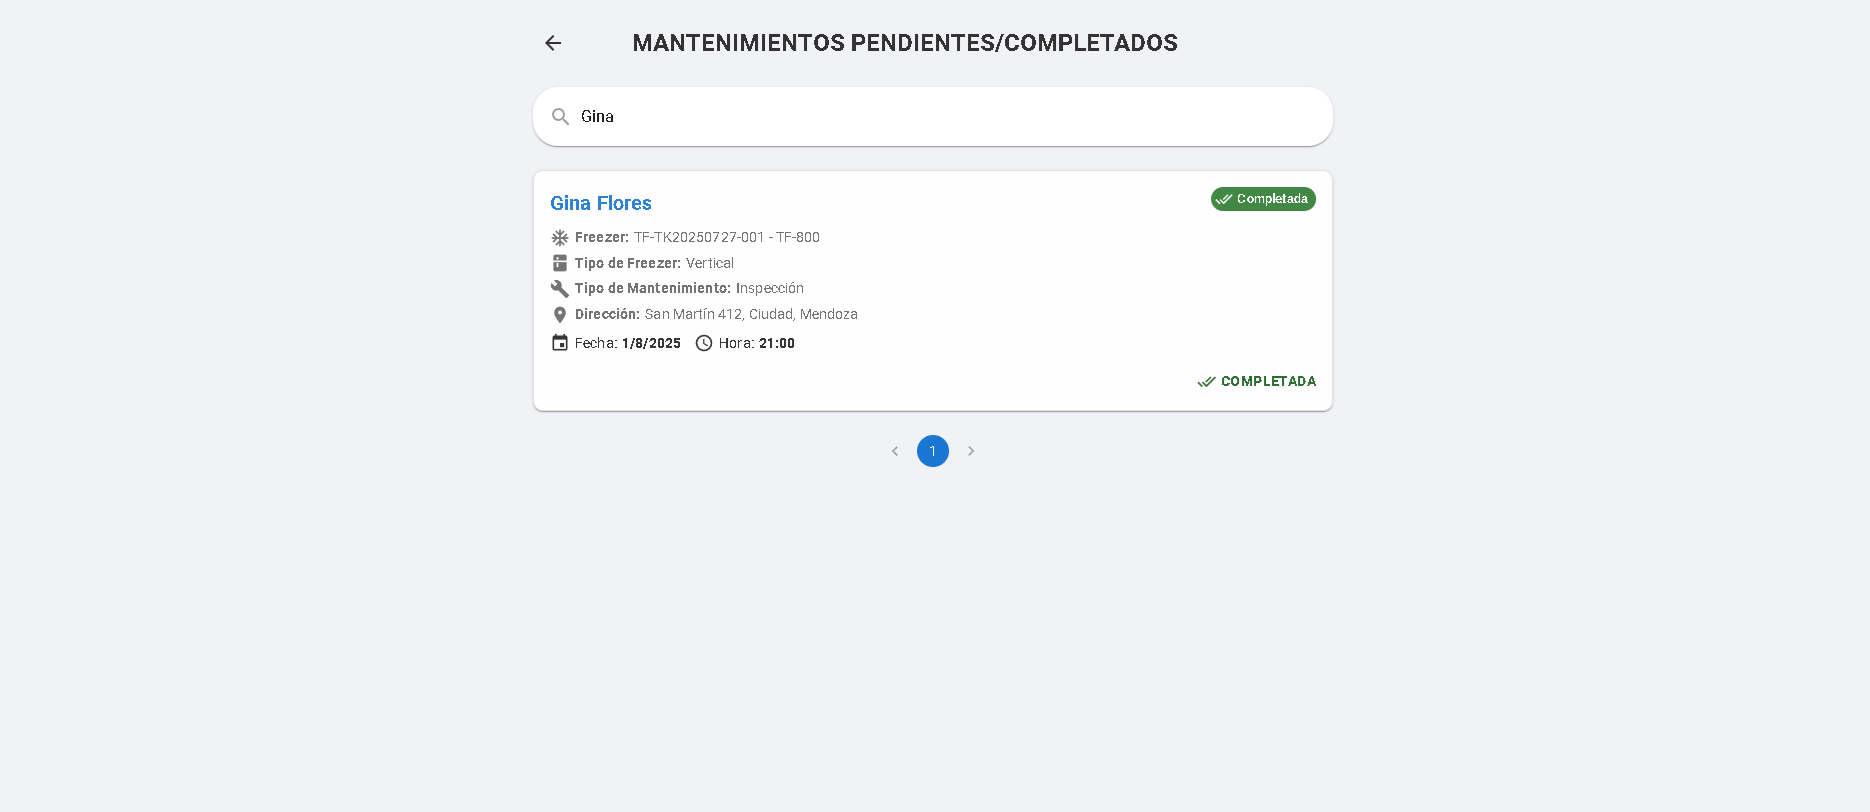 MANTENIMIENTOS PENDIENTES/COMPLETADOS
Gina
Gina Flores
Completada
Freezer: TF-TK20250727-001 - TF-800
Tipo de Freezer: Vertical
Tipo de Mantenimiento: Inspección
Dirección: San Martín 412, Ciudad, Mendoza
Fecha: 1/8/2025 Hora: 21:00
COMPLETADA
1